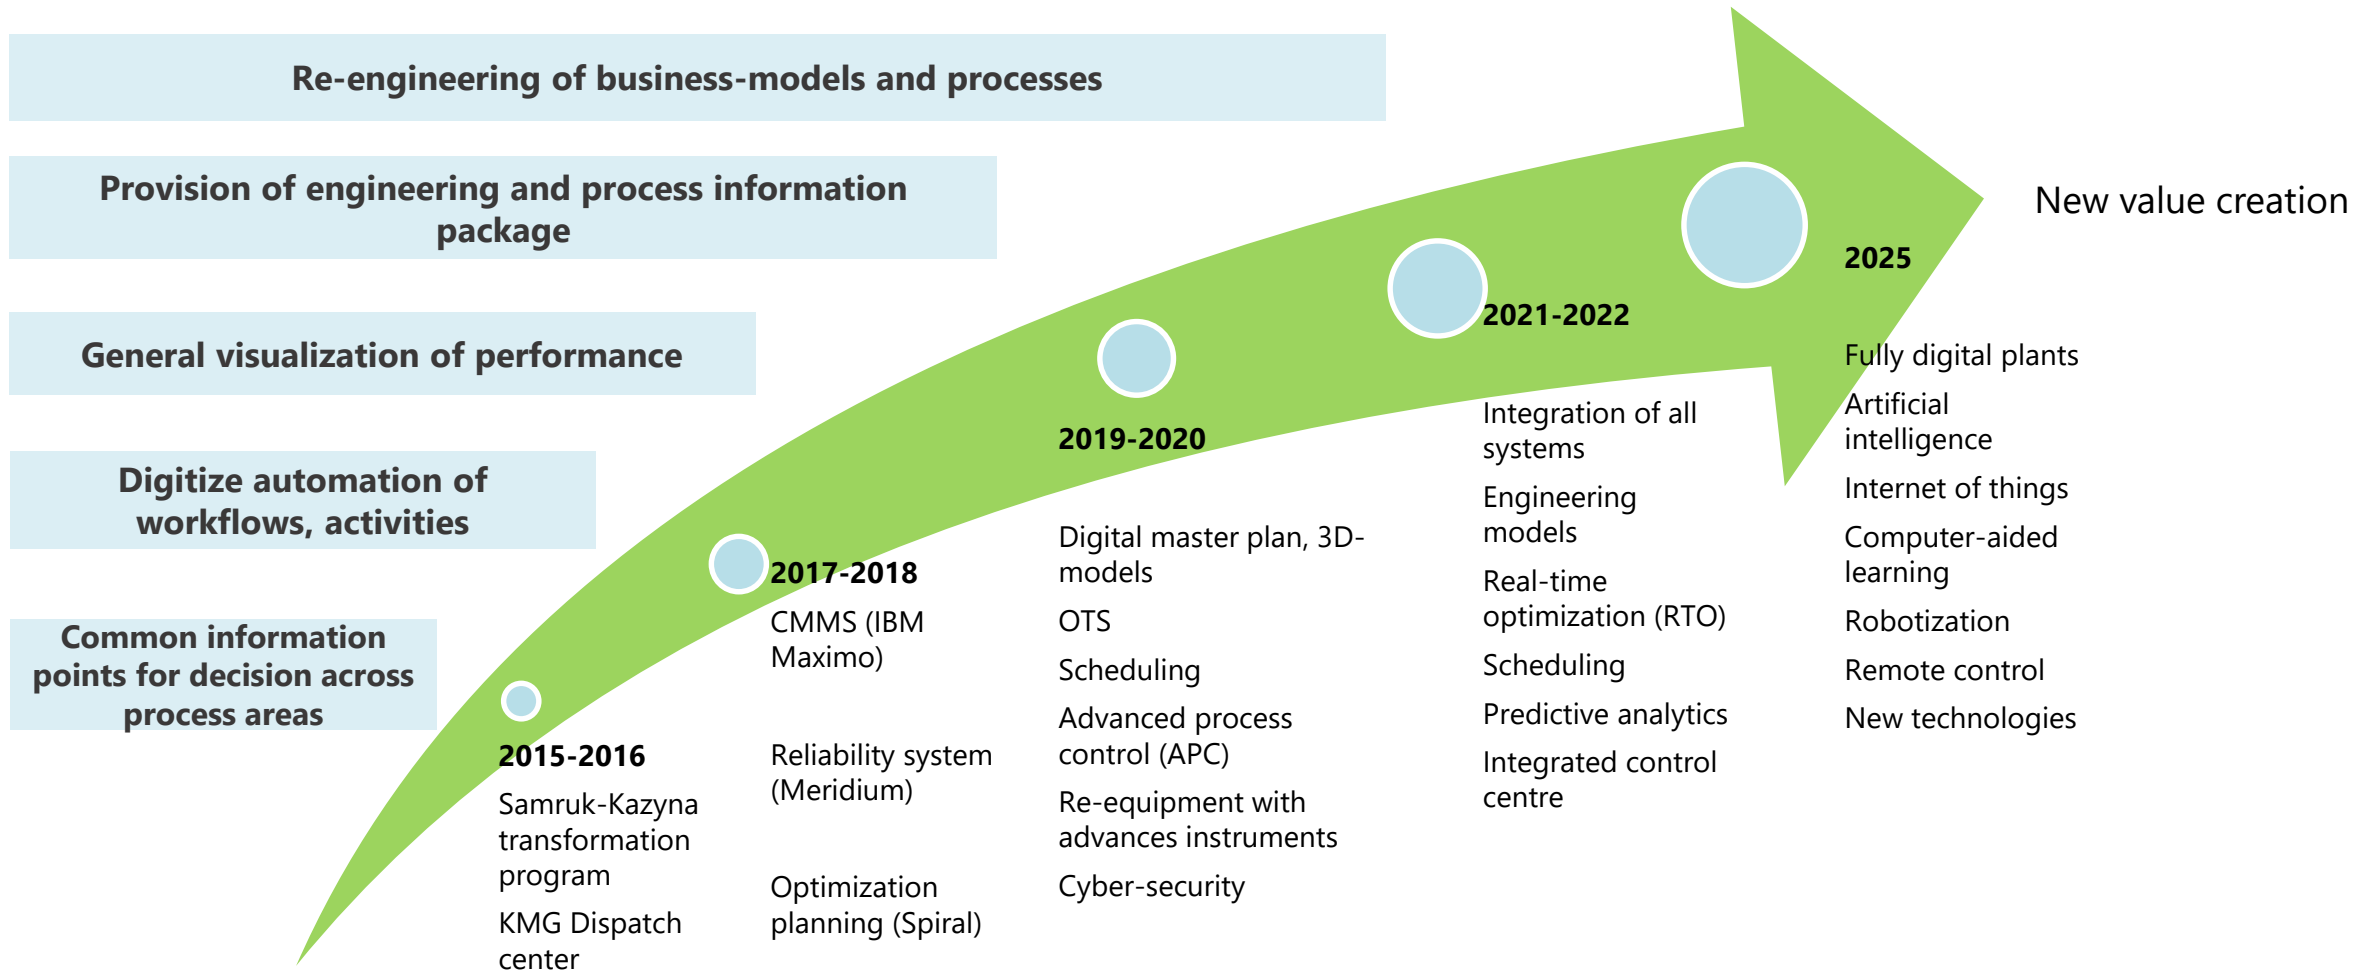 Re-engineering of business-models and processes
Provision of engineering and process information
package
General visualization of performance
Digitize automation of
workflows, activities
Common information
points for decision across
process areas
2015-2016
Samruk-Kazyna
transformation
program
KMG Dispatch
center
2017-2018
CMMS (IBM
Maximo)
Reliability system
(Meridium)
Optimization
planning (Spiral)
2019-2020
Digital master plan, 3D-
models
OTS
Scheduling
Advanced process
control (APC)
Re-equipment with
advances instruments
Cyber-security
2021-2022
Integration of all
systems
Engineering
models
Real-time
optimization (RTO)
Scheduling
Predictive analytics
Integrated control
centre
2025
Fully digital plants
Artificial
intelligence
Internet of things
Computer-aided
learning
Robotization
Remote control
New technologies
New value creation